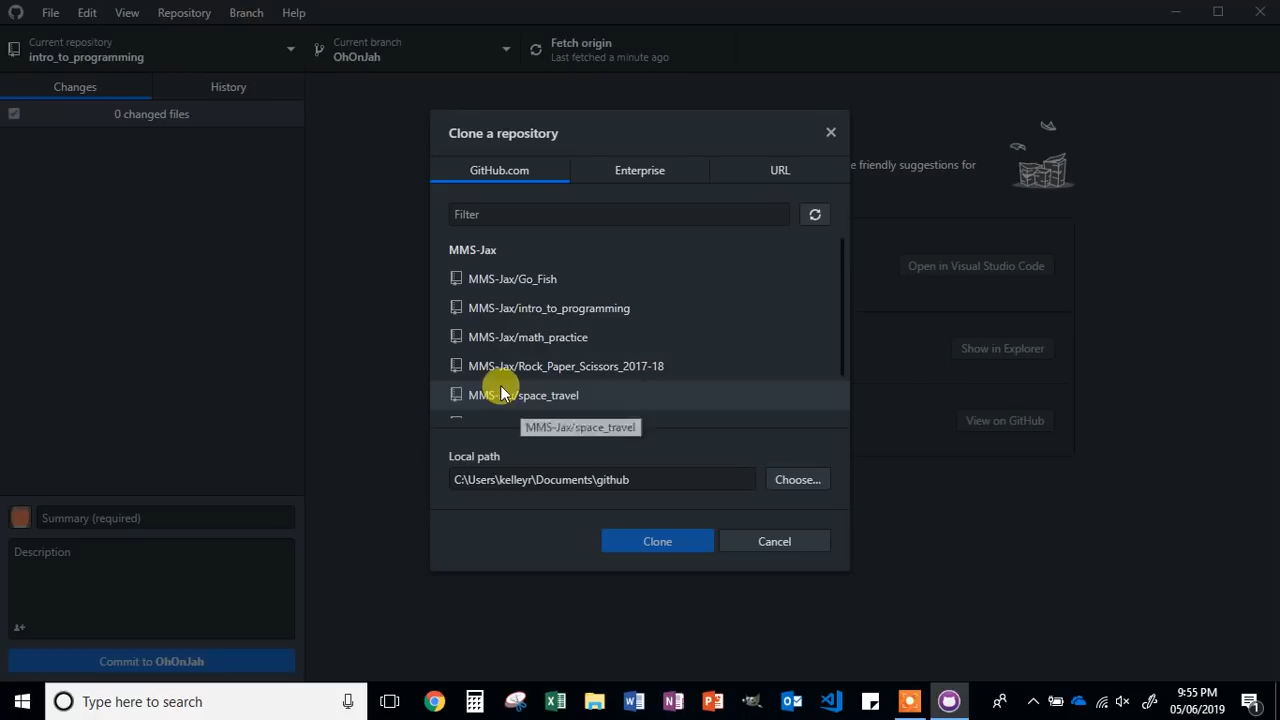 File Edit View Repository Branch Help
Current repository
intro_to_programming
Current branch
OhOnJah
Fetch origin
Last fetched a minute ago
Changes History
0 changed files
Clone a repository
GitHub.com Enterprise URL
e friendly suggestions for
Filter
MMS-Jax
MMS-Jax/Go_Fish
Open in Visual Studio Code
MMS-Jax/intro_to_programming
MMS-Jax/math_practice
Show in Explorer
MMS-Jax/Rock_Paper_Scissors_2017-18
MMS-Jax/space_travel
MMS-Jax/space_travel
View on GitHub
Local path
C:\Users\kelleyr\Documents\github
Choose...
Summary (required)
Clone Cancel
Description
Commit to OhOnJah
Type here to search
9:55 PM
05/06/2019
1